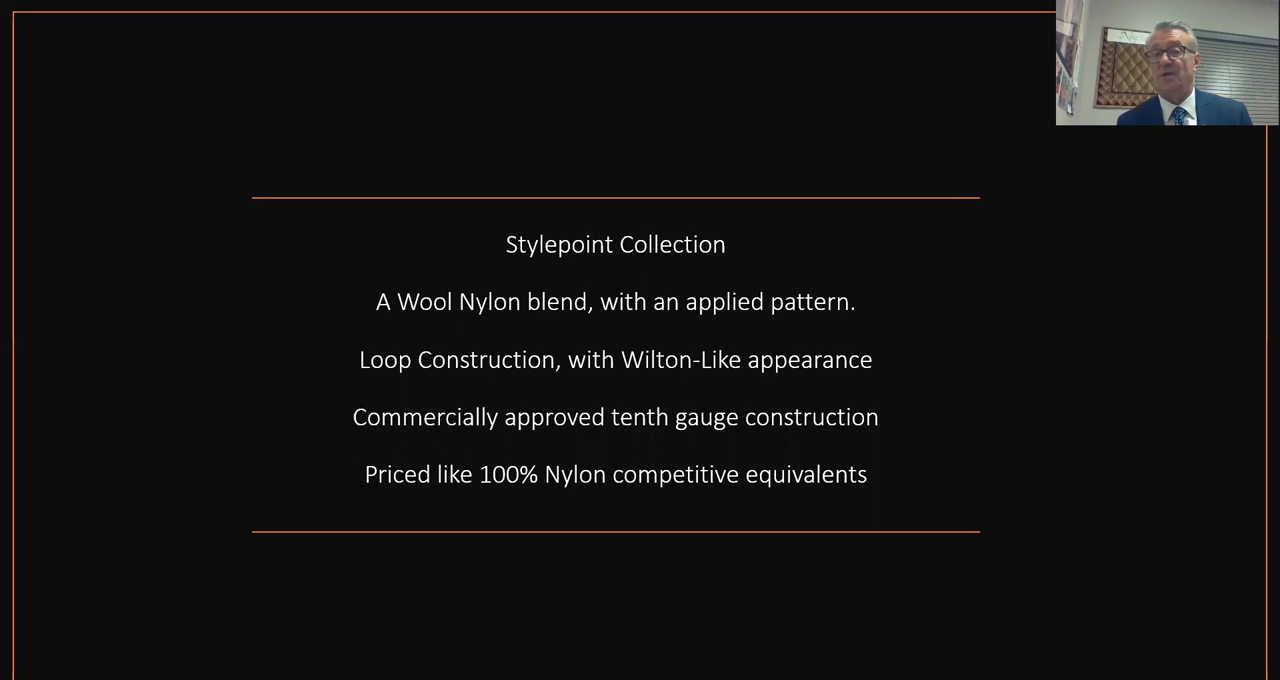 Stylepoint Collection
A Wool Nylon blend, with an applied pattern.
Loop Construction, with Wilton-Like appearance
Commercially approved tenth gauge construction
Priced like 100% Nylon competitive equivalents